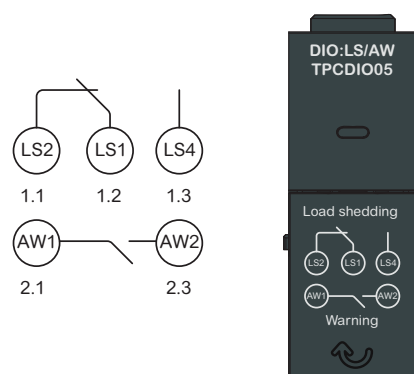 LS2 LS1 LS4
1.1 1.2 1.3
AW1 AW2
2.1 2.3
DIO:LS/AW
TPCDIO05
Load shedding
LS2 LS1 LS4
AW1 AW2
Warning